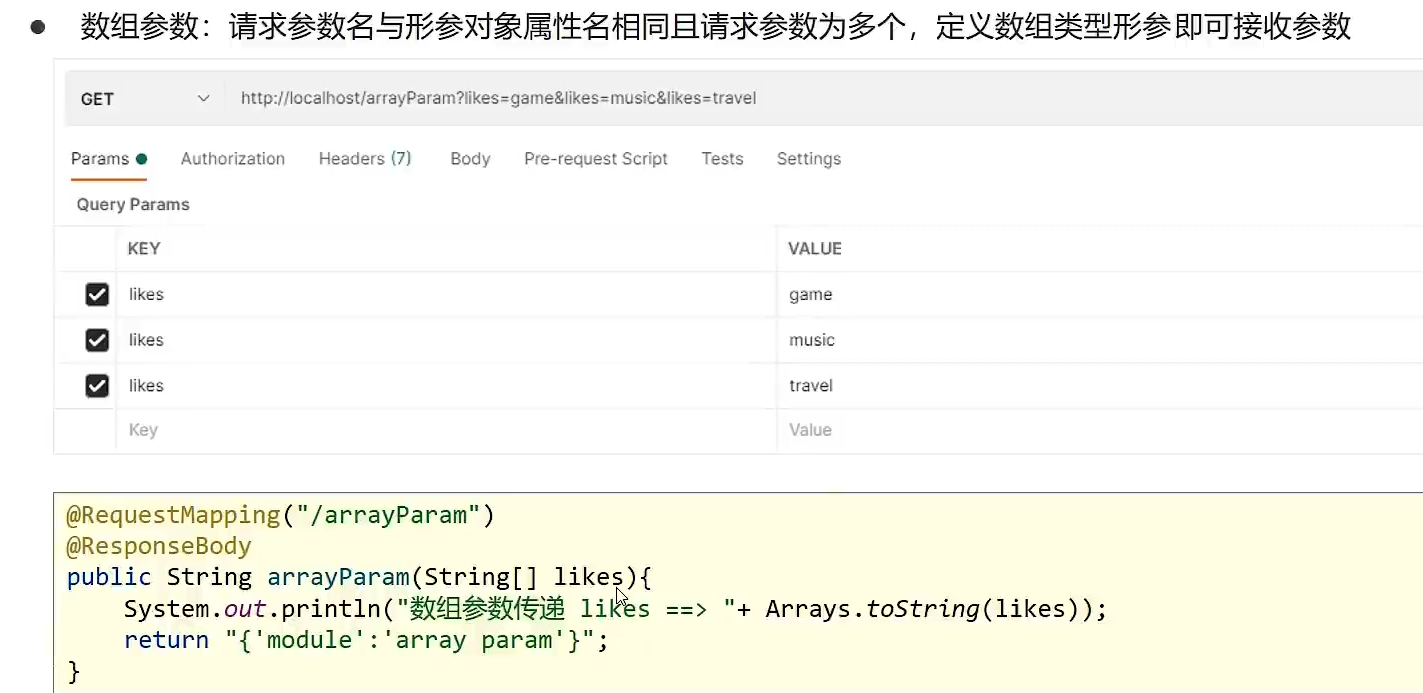 ● 数组参数：请求参数名与形参对象属性名相同且请求参数为多个，定义数组类型形参即可接收参数
GET http://localhost/arrayParam?likes=game&likes=music&likes=travel
Params Authorization Headers (7) Body Pre-request Script Tests Settings
Query Params
KEY VALUE
likes game
likes music
likes travel
Key Value
@RequestMapping("/arrayParam")
@ResponseBody
public String arrayParam(String[] likes){
    System.out.println("数组参数传递 likes ==> "+ Arrays.toString(likes));
    return "{'module':'array param'}";
}